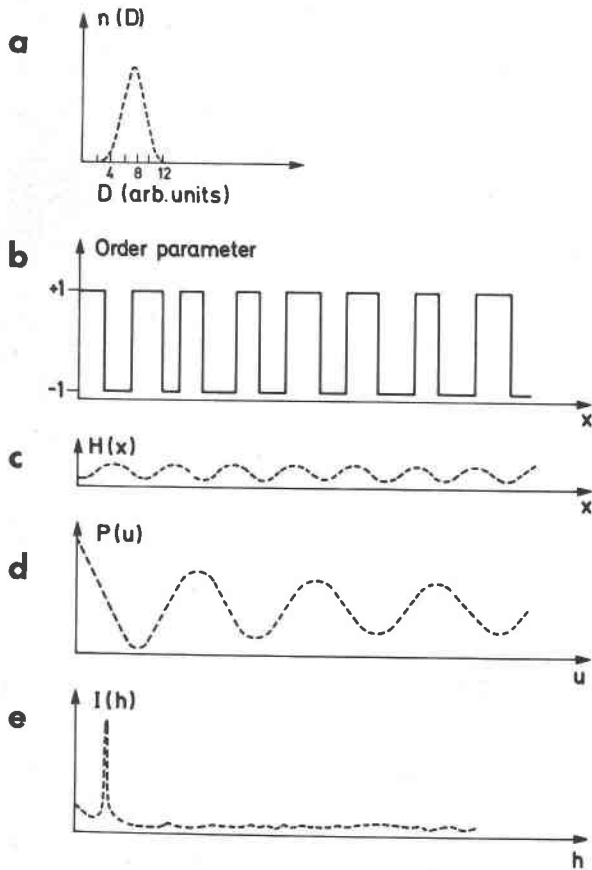 a
n (D)
4 8 12
D (arb.units)
b
Order parameter
+1
-1
x
c
H(x)
x
d
P(u)
u
e
I(h)
h